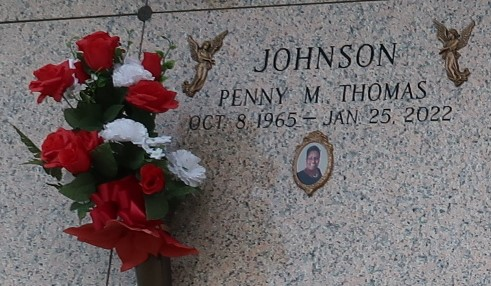 JOHNSON
PENNY M. THOMAS
OCT. 8, 1965 – JAN. 25, 2022